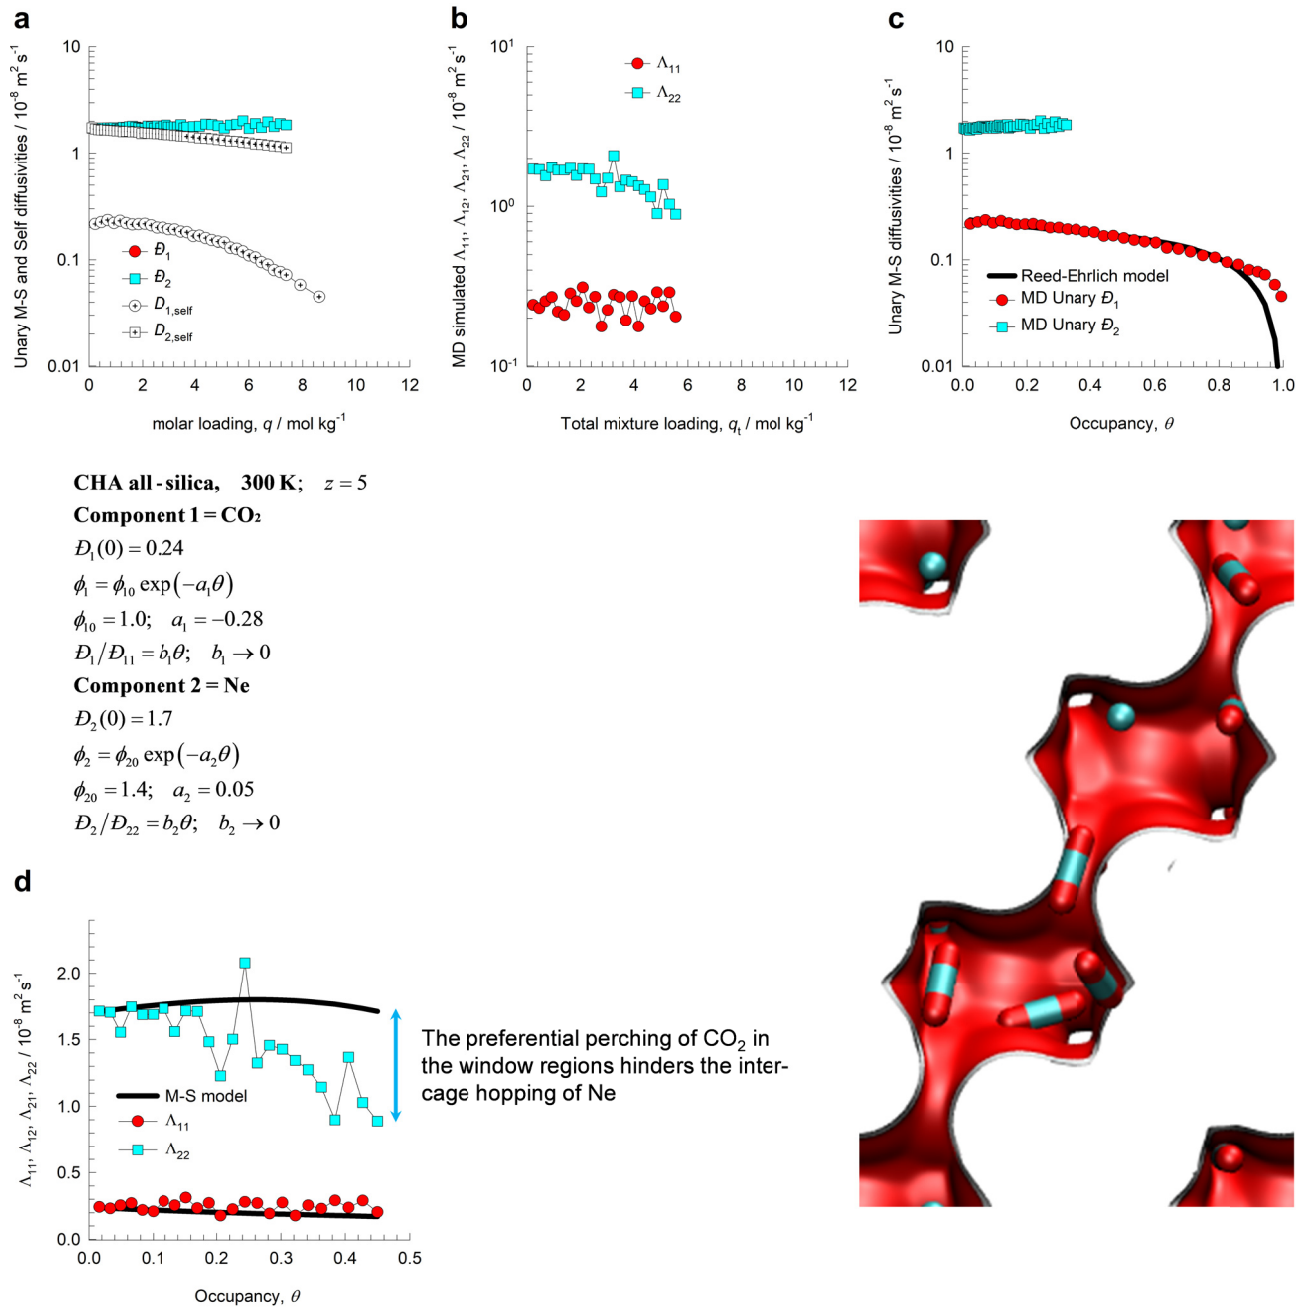 a
Unary M-S and Self diffusivities / 10⁻⁸ m² s⁻¹
10
1
0.1
0.01
Đ₁
Đ₂
D₁,self
D₂,self
0 2 4 6 8 10 12
molar loading, q / mol kg⁻¹
b
MD simulated Λ₁₁, Λ₁₂, Λ₂₁, Λ₂₂ / 10⁻⁸ m² s⁻¹
10¹
10⁰
10⁻¹
Λ₁₁
Λ₂₂
0 2 4 6 8 10 12
Total mixture loading, qₜ / mol kg⁻¹
c
Unary M-S diffusivities / 10⁻⁸ m² s⁻¹
10
1
0.1
0.01
Reed-Ehrlich model
MD Unary Đ₁
MD Unary Đ₂
0.0 0.2 0.4 0.6 0.8 1.0
Occupancy, θ
CHA all-silica, 300 K; z = 5
Component 1 = CO₂
Đ₁(0) = 0.24
ϕ₁ = ϕ₁₀ exp(−a₁θ)
ϕ₁₀ = 1.0; a₁ = −0.28
Đ₁/Đ₁₁ = b₁θ; b₁ → 0
Component 2 = Ne
Đ₂(0) = 1.7
ϕ₂ = ϕ₂₀ exp(−a₂θ)
ϕ₂₀ = 1.4; a₂ = 0.05
Đ₂/Đ₂₂ = b₂θ; b₂ → 0
d
Λ₁₁, Λ₁₂, Λ₂₁, Λ₂₂ / 10⁻⁸ m² s⁻¹
2.0
1.5
1.0
0.5
0.0
M-S model
Λ₁₁
Λ₂₂
0.0 0.1 0.2 0.3 0.4 0.5
Occupancy, θ
The preferential perching of CO₂ in
the window regions hinders the inter-
cage hopping of Ne